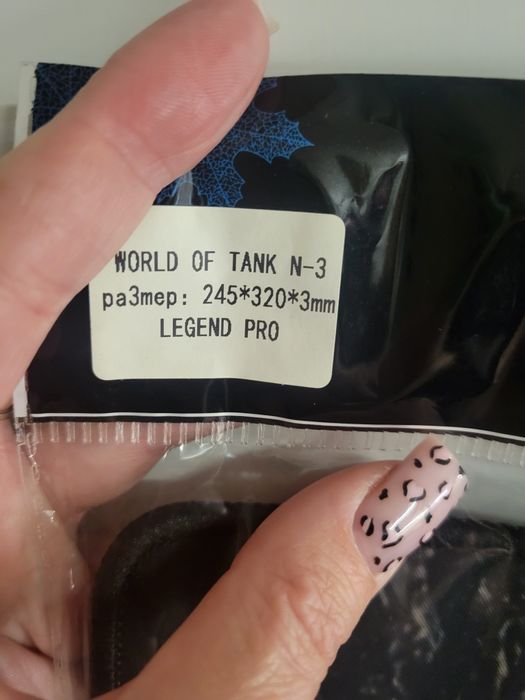 WORLD OF TANK N-3
pa3mep: 245*320*3mm
LEGEND PRO